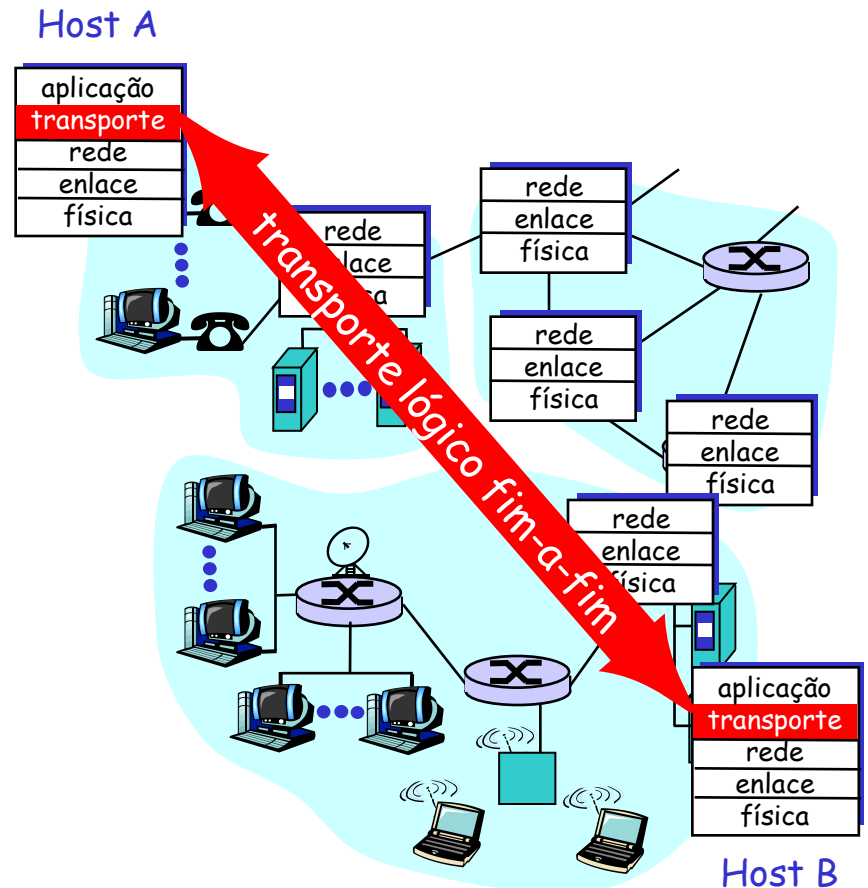 Host A
aplicação
transporte
rede
enlace
física
rede
física
rede
enlace
física
rede
enlace
física
rede
enlace
física
rede
enlace
física
transporte lógico fim-a-fim
aplicação
transporte
rede
enlace
física
Host B